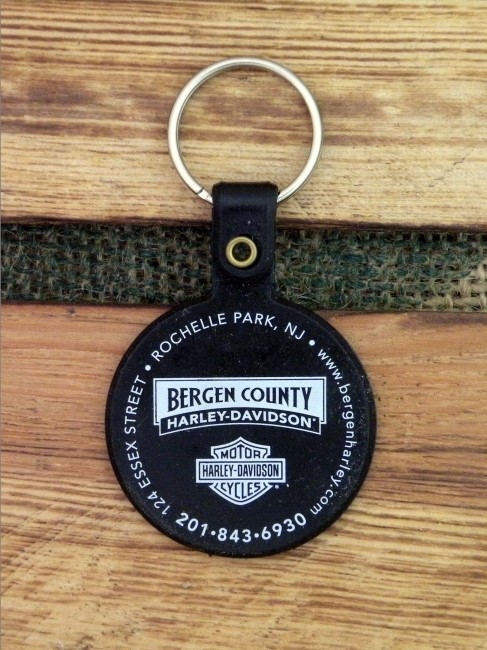 124 ESSEX STREET • ROCHELLE PARK, NJ • www.bergenharley.com
BERGEN COUNTY
HARLEY-DAVIDSON®
MOTOR
HARLEY-DAVIDSON
CYCLES®
201•843•6930